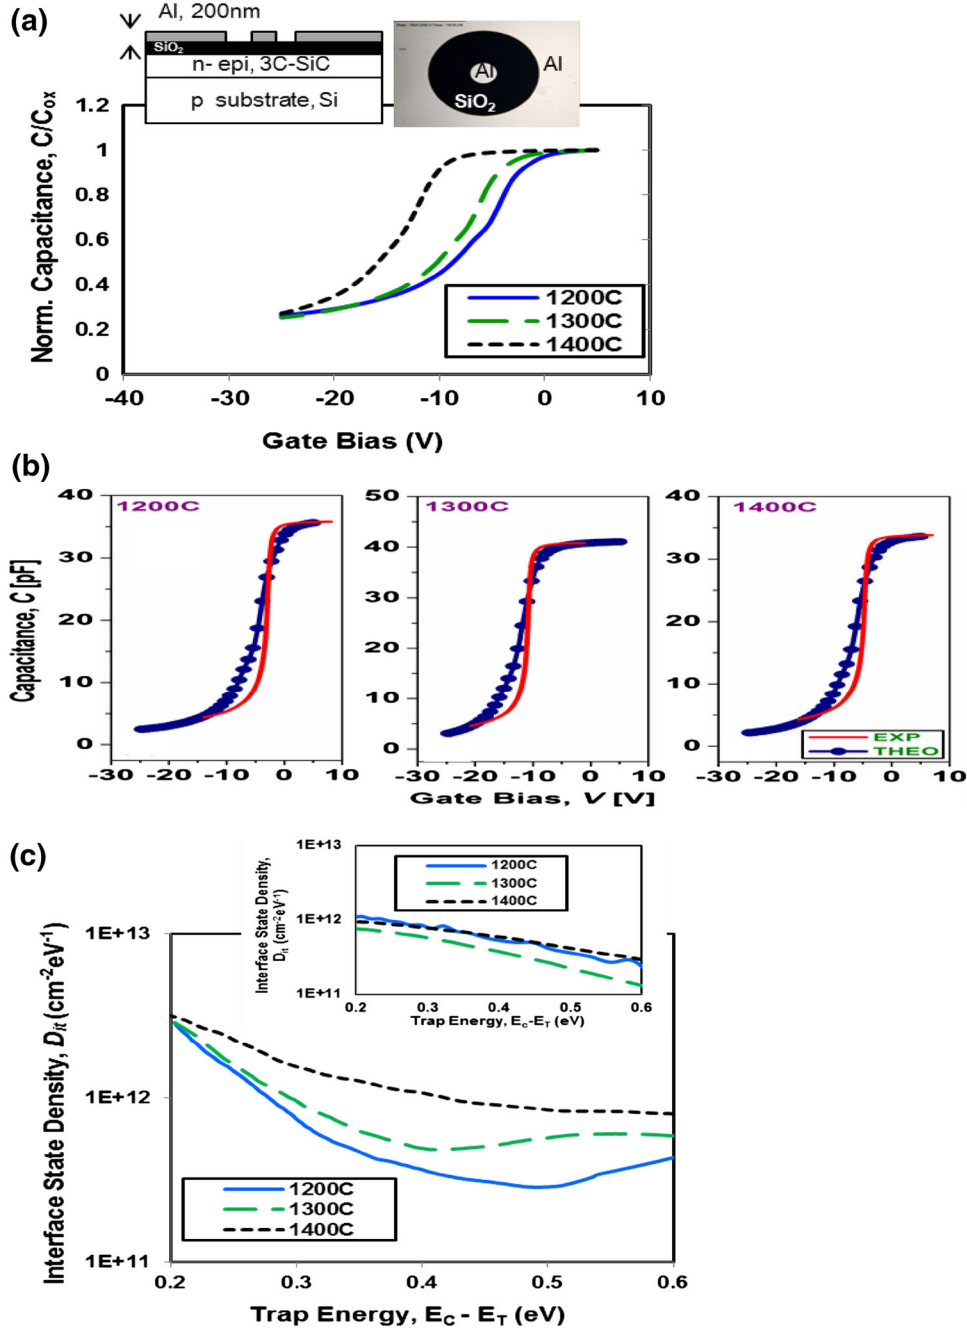 (a)
Al, 200nm
SiO2
n- epi, 3C-SiC
p substrate, Si
Al
Al
SiO2
Norm. Capacitance, C/Cox
1.2
1
0.8
0.6
0.4
0.2
0
1200C
1300C
1400C
-40
-30
-20
-10
0
10
Gate Bias (V)
(b)
Capacitance, C [pF]
40
30
20
10
0
1200C
-30
-20
-10
0
10
50
40
30
20
10
0
1300C
-30
-20
-10
0
10
40
30
20
10
0
1400C
EXP
THEO
-30
-20
-10
0
10
Gate Bias, V [V]
(c)
Interface State Density,
Dit (cm-2eV-1)
1E+13
1E+12
1E+11
1200C
1300C
1400C
0.2
0.3
0.4
0.5
0.6
Trap Energy, EC-ET (eV)
Interface State Density, Dit (cm-2eV-1)
1E+13
1E+12
1E+11
1200C
1300C
1400C
0.2
0.3
0.4
0.5
0.6
Trap Energy, EC - ET (eV)